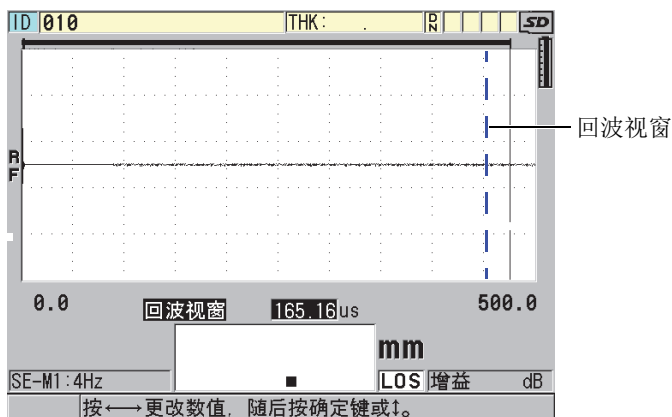 ID 010 THK: . DN SD
回波视窗
RF
0.0 回波视窗 165.16us 500.0
mm
SE-M1:4Hz LOS 增益 dB
按←→更改数值, 随后按确定键或↕。